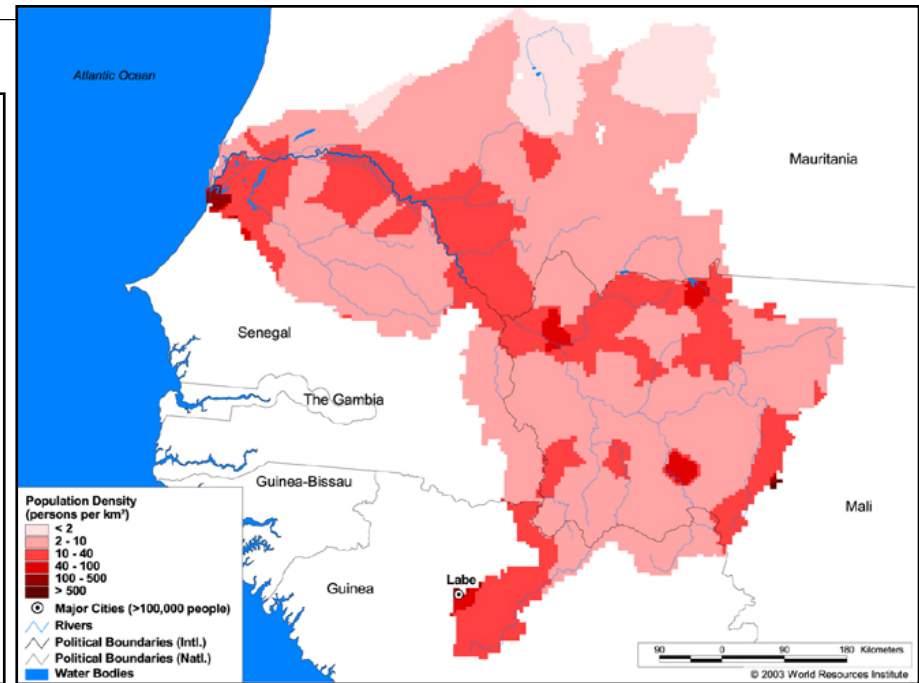 Atlantic Ocean
Mauritania
Senegal
The Gambia
Guinea-Bissau
Mali
Guinea
Labe
Population Density
(persons per km²)
< 2
2 - 10
10 - 40
40 - 100
100 - 500
> 500
Major Cities (>100,000 people)
Rivers
Political Boundaries (Intl.)
Political Boundaries (Natl.)
Water Bodies
90 0 90 180 Kilometers
© 2003 World Resources Institute